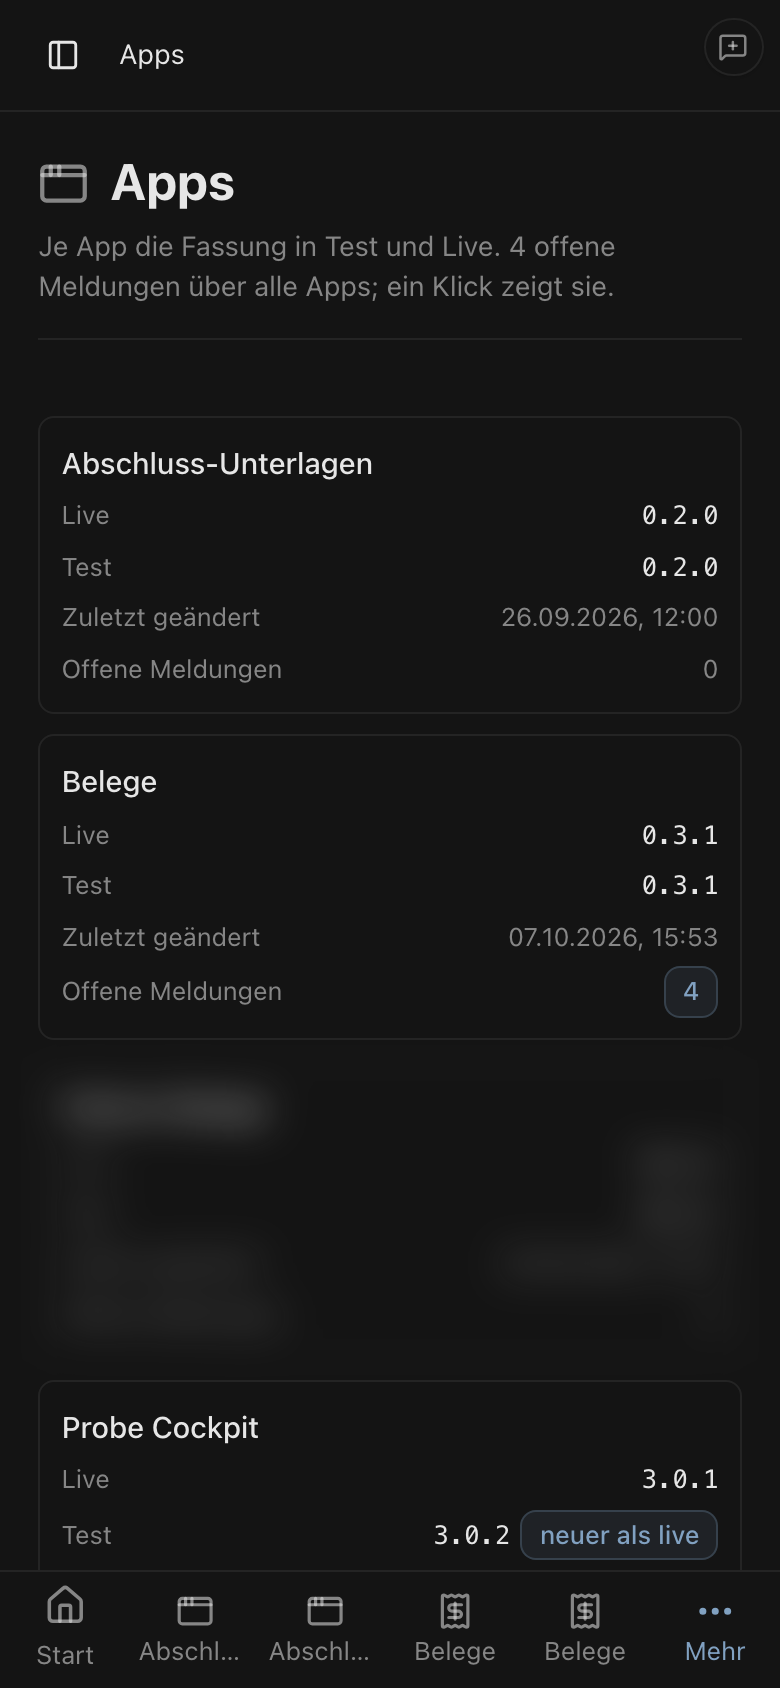 Apps
Apps
Je App die Fassung in Test und Live. 4 offene
Meldungen über alle Apps; ein Klick zeigt sie.
Abschluss-Unterlagen
Live 0.2.0
Test 0.2.0
Zuletzt geändert 26.09.2026, 12:00
Offene Meldungen 0
Belege
Live 0.3.1
Test 0.3.1
Zuletzt geändert 07.10.2026, 15:53
Offene Meldungen 4
Probe Cockpit
Live 3.0.1
Test 3.0.2 neuer als live
Start Abschl... Abschl... Belege Belege Mehr